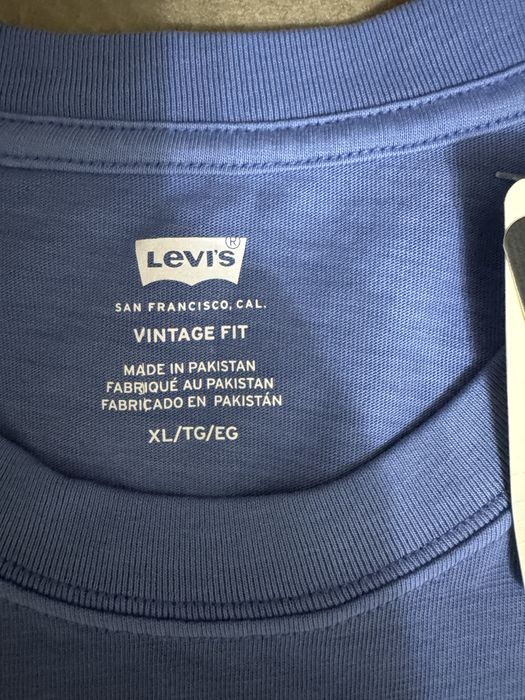 Levi's®
SAN FRANCISCO, CAL.
VINTAGE FIT
MADE IN PAKISTAN
FABRIQUÉ AU PAKISTAN
FABRICADO EN PAKISTÁN
XL/TG/EG